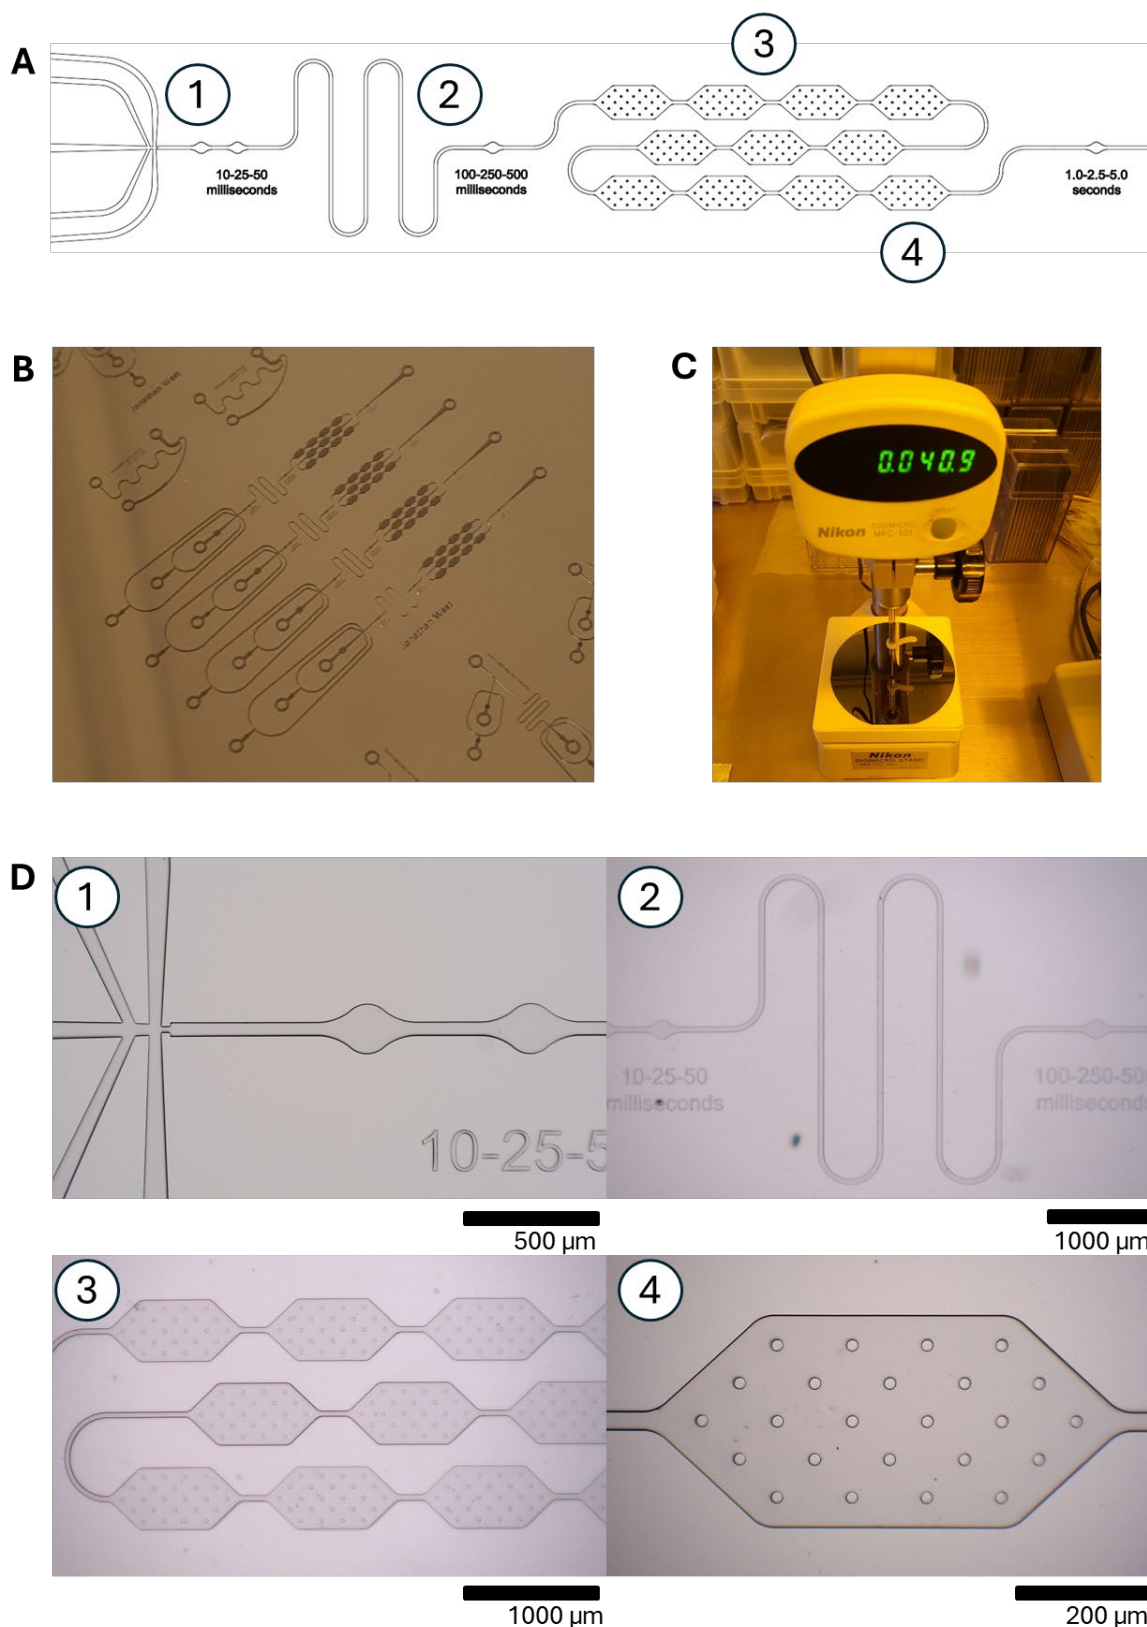 A
1
2
3
4
10-25-50
milliseconds
100-250-500
milliseconds
1.0-2.5-5.0
seconds
B
Jonathan West
Jonathan West
C
0.040.9
Nikon
DIGIMICRO
MFC-101
Nikon
DIGIMICRO STAND
D
1
10-25-5
500 µm
2
10-25-50
milliseconds
100-250-50
millisecond
1000 µm
3
1000 µm
4
200 µm